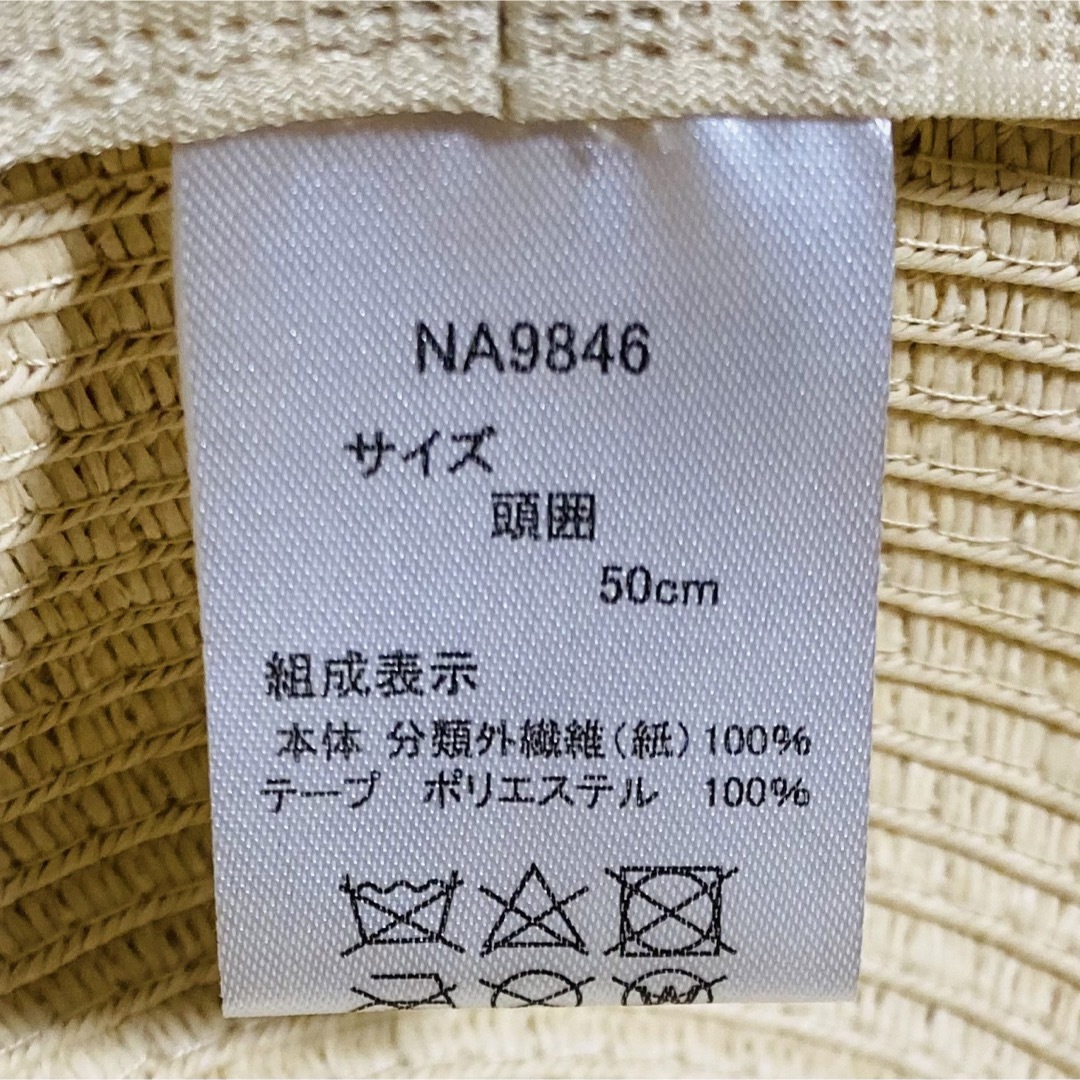 NA9846
サイズ
頭囲
50cm
組成表示
本体 分類外繊維(紙)100%
テープ ポリエステル 100%